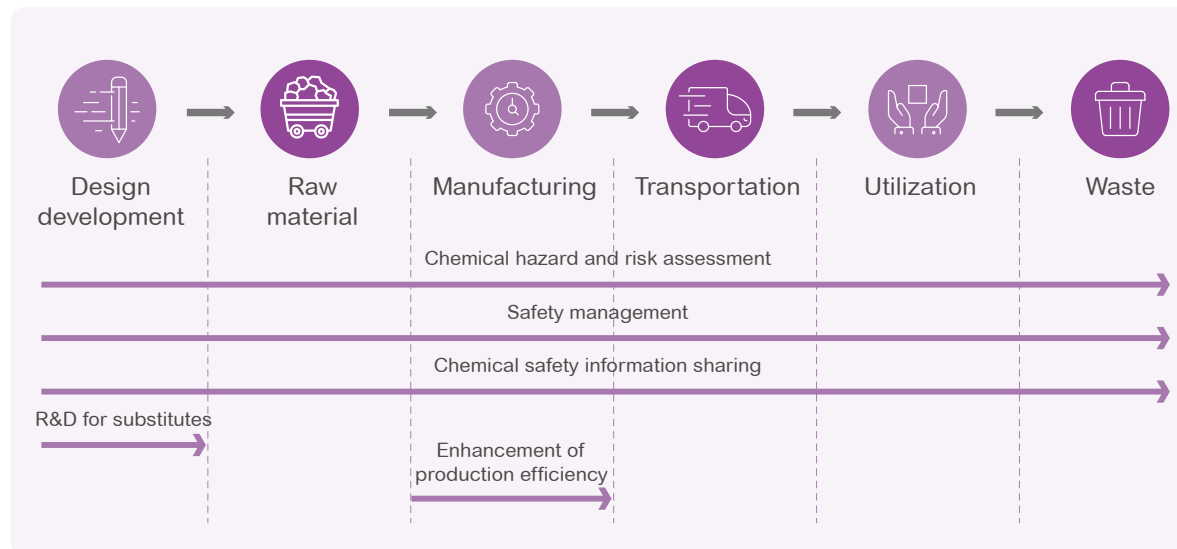 Design
development
Raw
material
Manufacturing
Transportation
Utilization
Waste
Chemical hazard and risk assessment
Safety management
Chemical safety information sharing
R&D for substitutes
Enhancement of
production efficiency